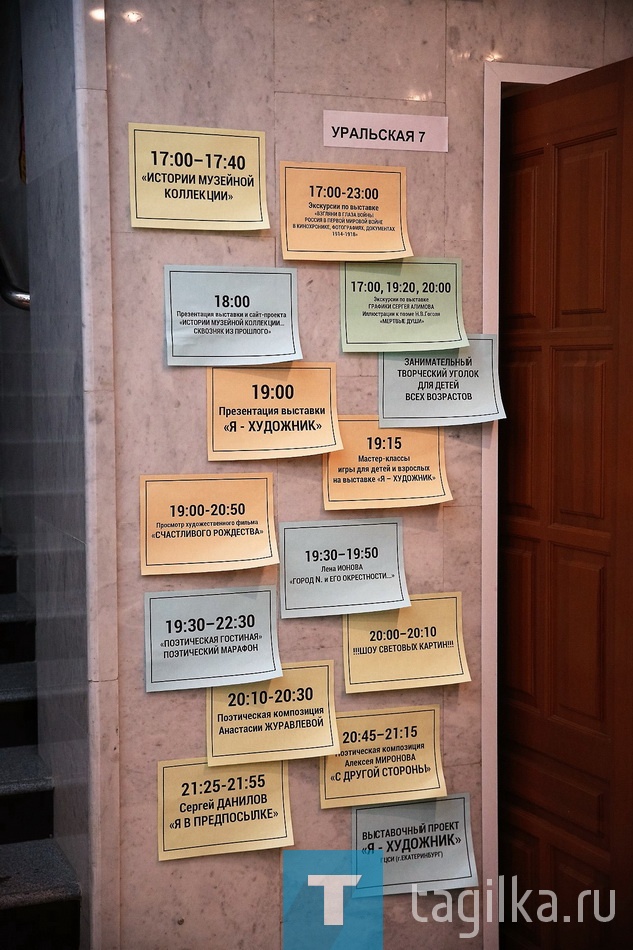 УРАЛЬСКАЯ 7
17:00–17:40
«ИСТОРИИ МУЗЕЙНОЙ
КОЛЛЕКЦИИ»
17:00-23:00
Экскурсии по выставке
«ВЗГЛЯНИ В ГЛАЗА ВОЙНЫ
РОССИЯ В ПЕРВОЙ МИРОВОЙ ВОЙНЕ
В КИНОХРОНИКЕ, ФОТОГРАФИЯХ, ДОКУМЕНТАХ
1914–1918»
18:00
Презентация выставки и сайт-проекта
«ИСТОРИИ МУЗЕЙНОЙ КОЛЛЕКЦИИ...
СКВОЗНЯК ИЗ ПРОШЛОГО»
17:00, 19:20, 20:00
Экскурсии по выставке
ГРАФИКИ СЕРГЕЯ АЛИМОВА
Иллюстрации к поэме Н.В.Гоголя
«МЕРТВЫЕ ДУШИ»
ЗАНИМАТЕЛЬНЫЙ
ТВОРЧЕСКИЙ УГОЛОК
ДЛЯ ДЕТЕЙ
ВСЕХ ВОЗРАСТОВ
19:00
Презентация выставки
«Я - ХУДОЖНИК»
19:15
Мастер-классы
игры для детей и взрослых
на выставке «Я – ХУДОЖНИК»
19:00-20:50
Просмотр художественного фильма
«СЧАСТЛИВОГО РОЖДЕСТВА»
19:30–19:50
Лена ИОНОВА
«ГОРОД N. и ЕГО ОКРЕСТНОСТИ...»
19:30–22:30
«ПОЭТИЧЕСКАЯ ГОСТИНАЯ»
ПОЭТИЧЕСКИЙ МАРАФОН
20:00–20:10
!!!ШОУ СВЕТОВЫХ КАРТИН!!!
20:10-20:30
Поэтическая композиция
Анастасии ЖУРАВЛЕВОЙ
20:45–21:15
Поэтическая композиция
Алексея МИРОНОВА
«С ДРУГОЙ СТОРОНЫ»
21:25-21:55
Сергей ДАНИЛОВ
«Я В ПРЕДПОСЫЛКЕ»
ВЫСТАВОЧНЫЙ ПРОЕКТ
«Я - ХУДОЖНИК»
ГЦСИ (г.ЕКАТЕРИНБУРГ)
T tagilka.ru